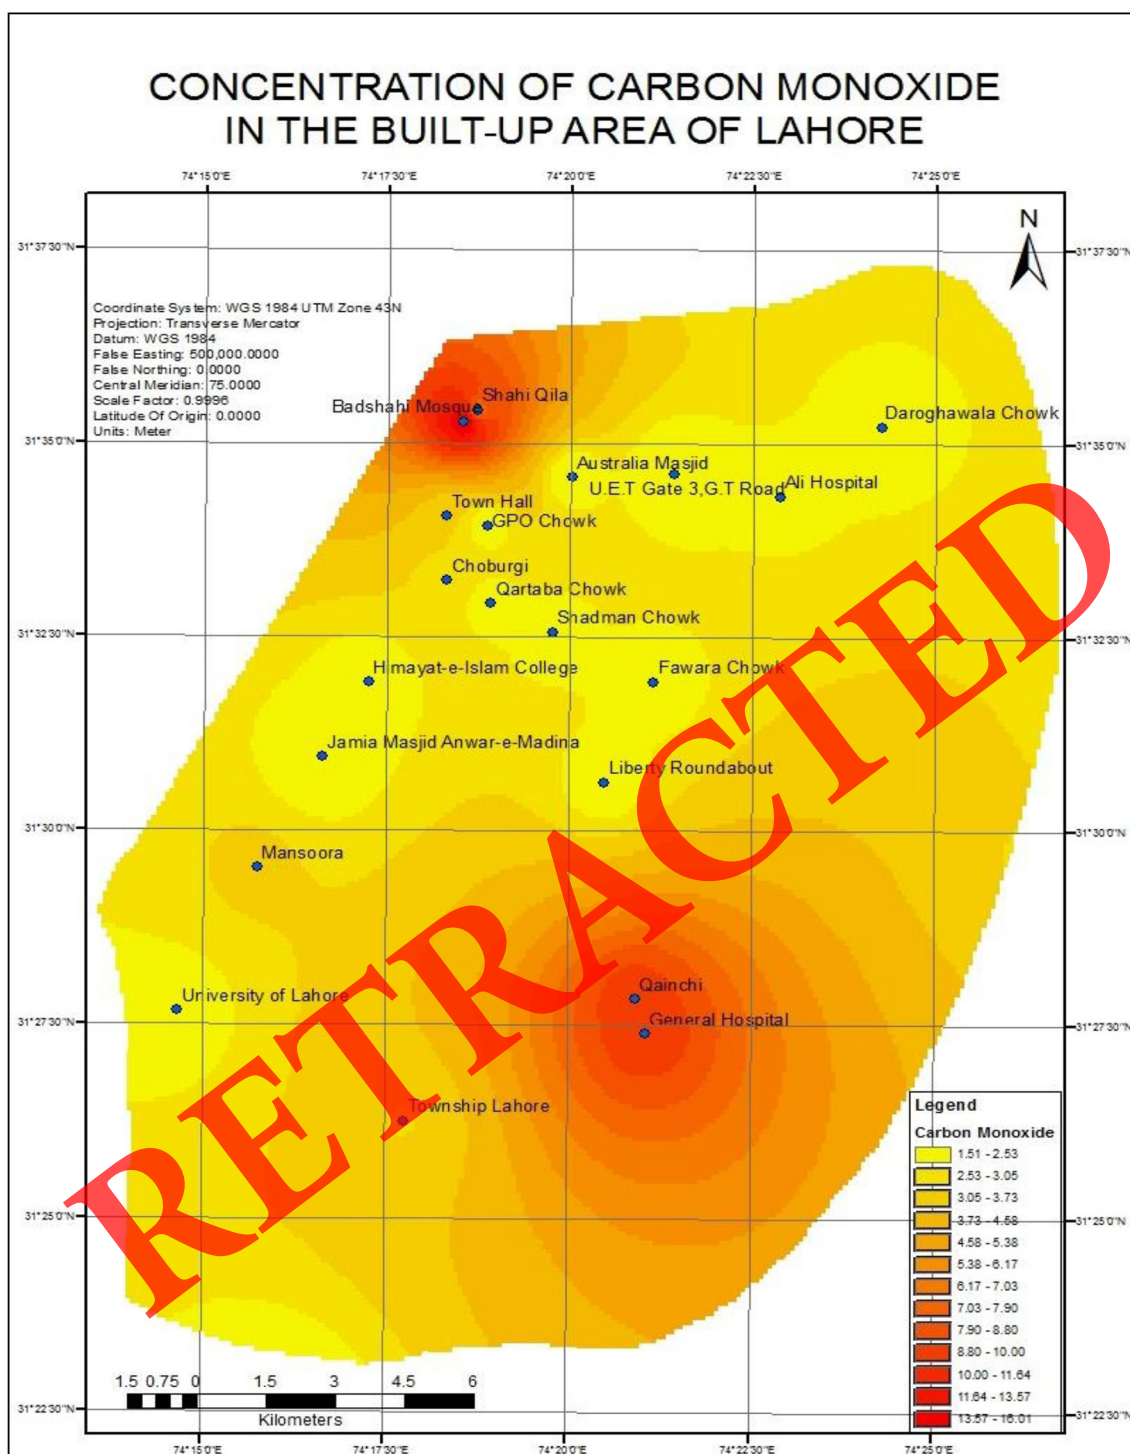 CONCENTRATION OF CARBON MONOXIDE
IN THE BUILT-UP AREA OF LAHORE
74°15'0"E 74°17'30"E 74°20'0"E 74°22'30"E 74°25'0"E
N
31°37'30"N 31°37'30"N
Coordinate System: WGS 1984 UTM Zone 43N
Projection: Transverse Mercator
Datum: WGS 1984
False Easting: 500,000.0000
False Northing: 0.0000
Central Meridian: 75.0000
Scale Factor: 0.9996
Latitude Of Origin: 0.0000
Units: Meter
Shahi Qila
Badshahi Mosque
Daroghawala Chowk
31°35'0"N 31°35'0"N
Australia Masjid
U.E.T Gate 3,G.T Road
Ali Hospital
Town Hall
GPO Chowk
Choburgi
Qartaba Chowk
Shadman Chowk
31°32'30"N 31°32'30"N
Himayat-e-Islam College
Fawara Chowk
Jamia Masjid Anwar-e-Madina
Liberty Roundabout
31°30'0"N 31°30'0"N
Mansoora
RETRACTED
Qainchi
University of Lahore
General Hospital
31°27'30"N 31°27'30"N
Township Lahore
31°25'0"N 31°25'0"N
Legend
Carbon Monoxide
1.51 - 2.53
2.53 - 3.05
3.05 - 3.73
3.73 - 4.58
4.58 - 5.38
5.38 - 6.17
6.17 - 7.03
7.03 - 7.90
7.90 - 8.80
8.80 - 10.00
10.00 - 11.64
11.64 - 13.57
13.57 - 16.01
1.5 0.75 0 1.5 3 4.5 6
Kilometers
31°22'30"N 31°22'30"N
74°15'0"E 74°17'30"E 74°20'0"E 74°22'30"E 74°25'0"E